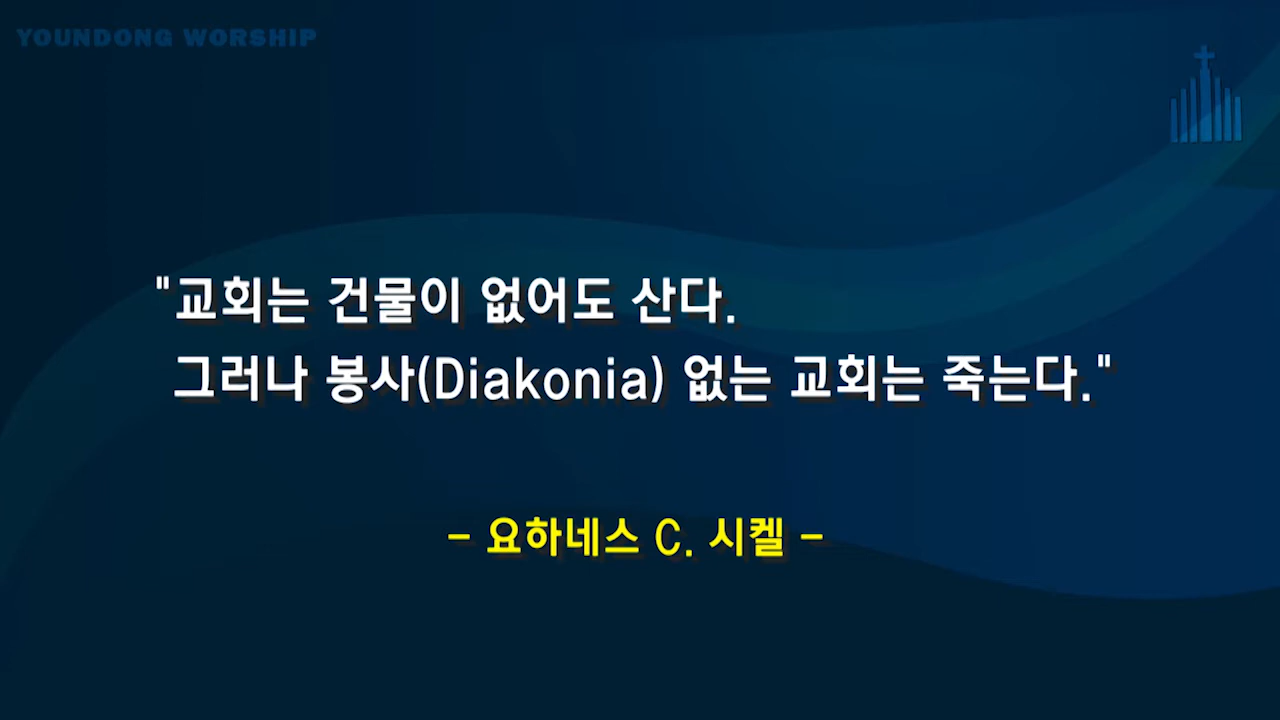 YOUNDONG WORSHIP
"교회는 건물이 없어도 산다.
그러나 봉사(Diakonia) 없는 교회는 죽는다."
- 요하네스 C. 시켈 -